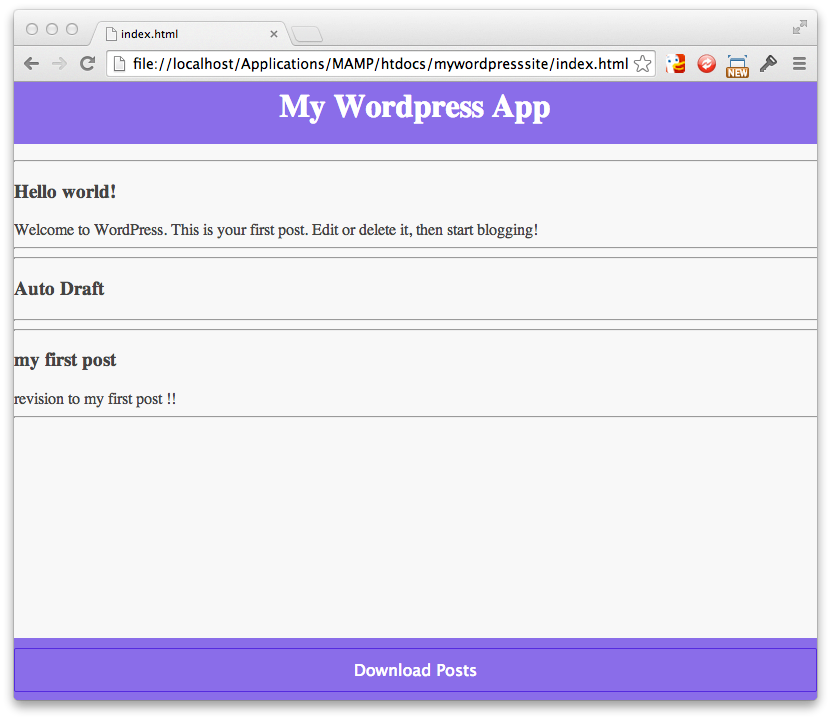 index.html
file://localhost/Applications/MAMP/htdocs/mywordpresssite/index.html
NEW
My Wordpress App
Hello world!
Welcome to WordPress. This is your first post. Edit or delete it, then start blogging!
Auto Draft
my first post
revision to my first post !!
Download Posts